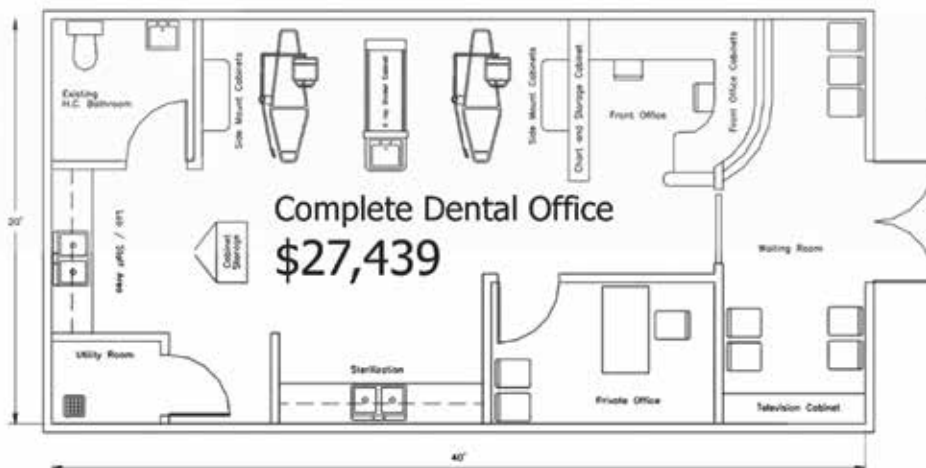 Existing
H.C. Bathroom
Side Mount Cabinets
Side Mount Cabinets
Chart and Storage Cabinet
Front Office
Front Office Cabinets
20'
Lab / Staff Area
Cabinet
Storage
Complete Dental Office
$27,439
Waiting Room
Utility Room
Sterilization
Private Office
Television Cabinet
40'